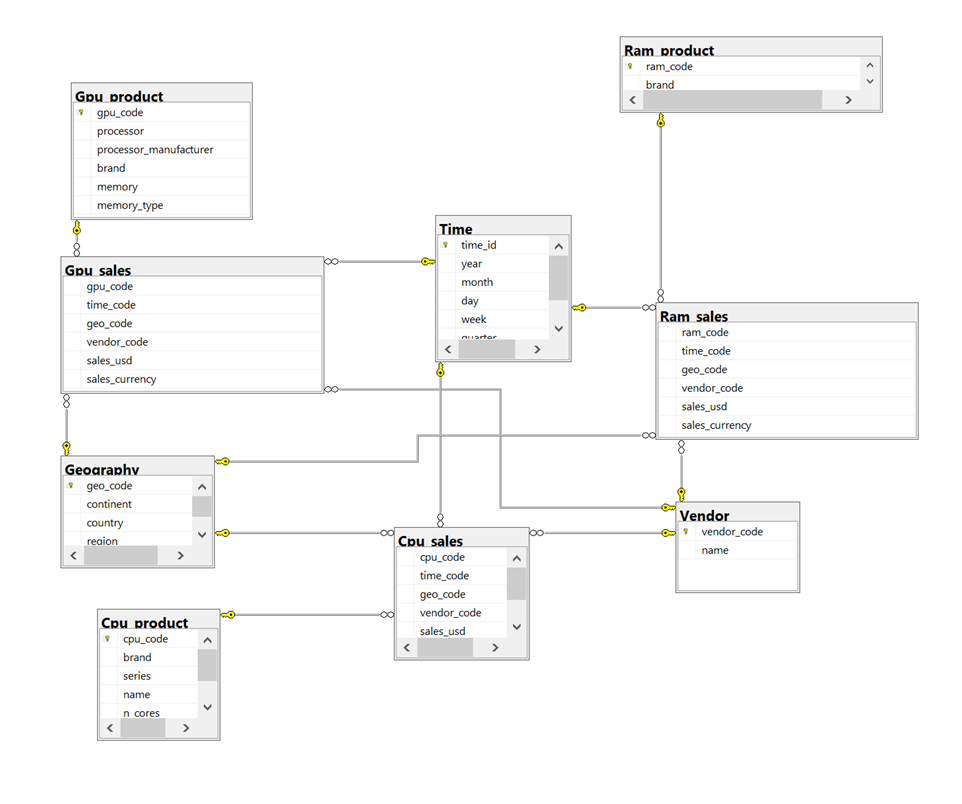 Ram_product
ram_code
brand
Gpu_product
gpu_code
processor
processor_manufacturer
brand
memory
memory_type
Time
time_id
year
month
day
week
quarter
Gpu_sales
gpu_code
time_code
geo_code
vendor_code
sales_usd
sales_currency
Ram_sales
ram_code
time_code
geo_code
vendor_code
sales_usd
sales_currency
Geography
geo_code
continent
country
region
Vendor
vendor_code
name
Cpu_sales
cpu_code
time_code
geo_code
vendor_code
sales_usd
Cpu_product
cpu_code
brand
series
name
n_cores